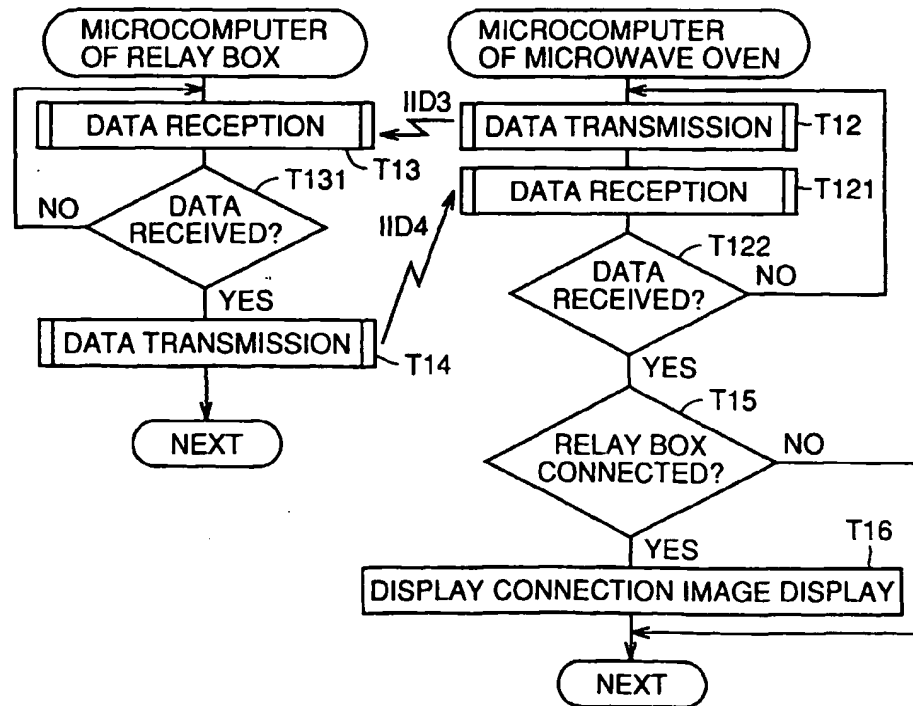 MICROCOMPUTER
OF RELAY BOX
DATA RECEPTION
T13
T131
DATA
RECEIVED?
NO
YES
DATA TRANSMISSION
T14
NEXT
IID3
IID4
MICROCOMPUTER
OF MICROWAVE OVEN
DATA TRANSMISSION
T12
DATA RECEPTION
T121
T122
DATA
RECEIVED?
NO
YES
T15
RELAY BOX
CONNECTED?
NO
YES
T16
DISPLAY CONNECTION IMAGE DISPLAY
NEXT